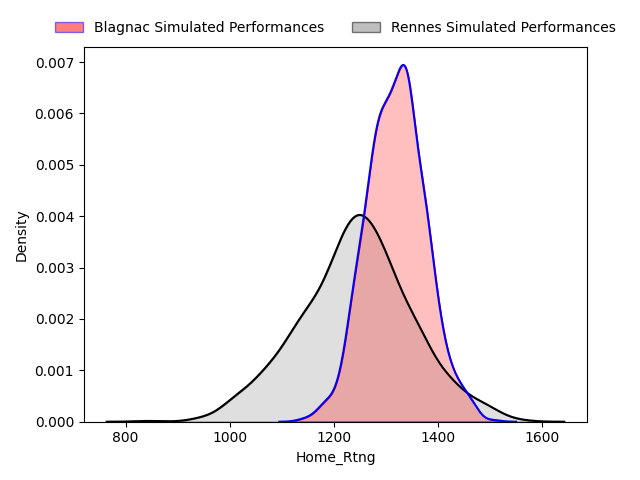 Blagnac Simulated Performances
Rennes Simulated Performances
0.007
0.006
0.005
0.004
0.003
0.002
0.001
0.000
Density
800 1000 1200 1400 1600
Home_Rtng